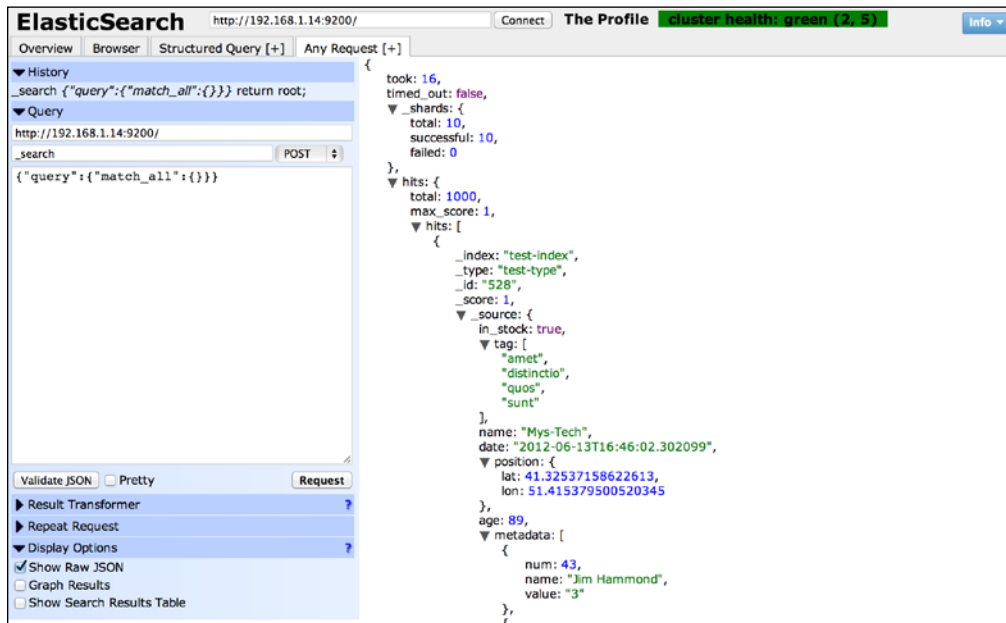 ElasticSearch http://192.168.1.14:9200/ Connect The Profile cluster health: green (2, 5) Info
Overview Browser Structured Query [+] Any Request [+]
History
_search {"query":{"match_all":{}}} return root;
Query
http://192.168.1.14:9200/
_search POST
{"query":{"match_all":{}}}
Validate JSON Pretty Request
Result Transformer ?
Repeat Request
Display Options ?
Show Raw JSON
Graph Results
Show Search Results Table
{
took: 16,
timed_out: false,
_shards: {
total: 10,
successful: 10,
failed: 0
},
hits: {
total: 1000,
max_score: 1,
hits: [
{
_index: "test-index",
_type: "test-type",
_id: "528",
_score: 1,
_source: {
in_stock: true,
tag: [
"amet",
"distinctio",
"quos",
"sunt"
],
name: "Mys-Tech",
date: "2012-06-13T16:46:02.302099",
position: {
lat: 41.32537158622613,
lon: 51.415379500520345
},
age: 89,
metadata: [
{
num: 43,
name: "Jim Hammond",
value: "3"
},
{